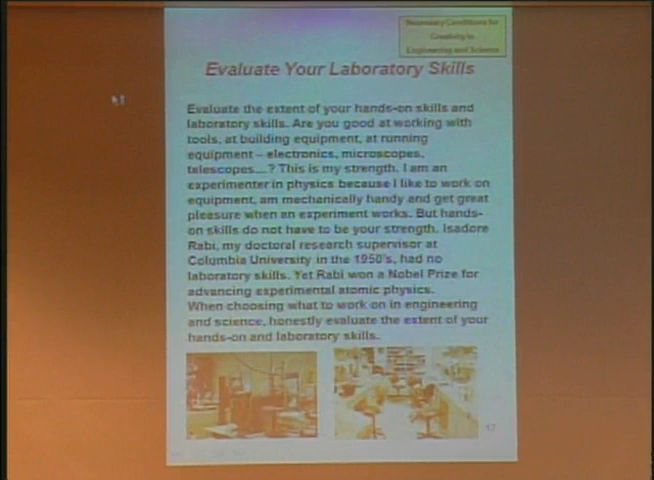 Necessary Conditions for
Creativity in
Engineering and Science
Evaluate Your Laboratory Skills
Evaluate the extent of your hands-on skills and
laboratory skills. Are you good at working with
tools, at building equipment, at running
equipment – electronics, microscopes,
telescopes....? This is my strength. I am an
experimenter in physics because I like to work on
equipment, am mechanically handy and get great
pleasure when an experiment works. But hands-
on skills do not have to be your strength. Isadore
Rabi, my doctoral research supervisor at
Columbia University in the 1950's, had no
laboratory skills. Yet Rabi won a Nobel Prize for
advancing experimental atomic physics.
When choosing what to work on in engineering
and science, honestly evaluate the extent of your
hands-on and laboratory skills.